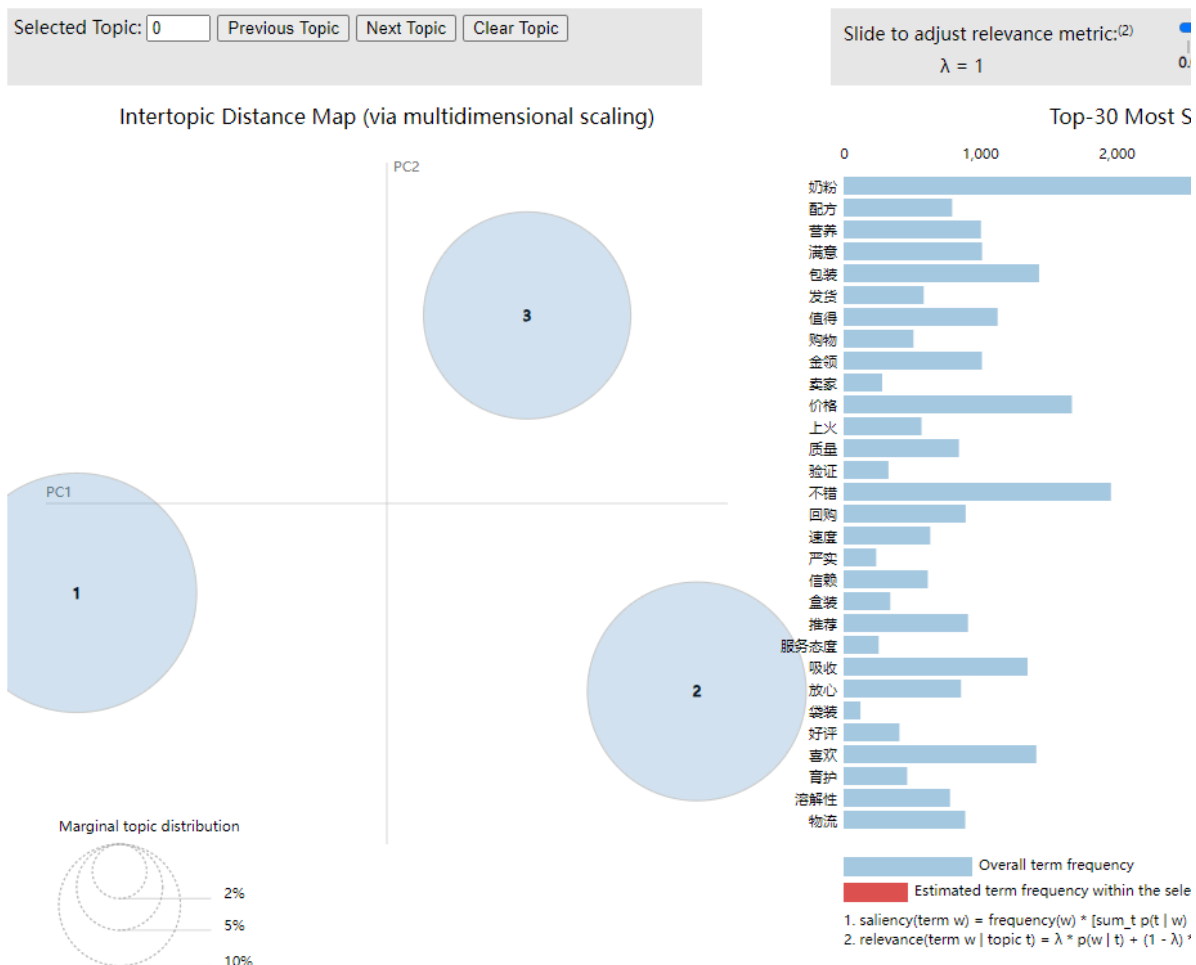 Selected Topic: 0 Previous Topic Next Topic Clear Topic
Slide to adjust relevance metric:(2)
λ = 1
0.
Intertopic Distance Map (via multidimensional scaling)
PC2
PC1
3
1
2
Marginal topic distribution
2%
5%
10%
Top-30 Most S
0 1,000 2,000
奶粉
配方
营养
满意
包装
发货
值得
购物
金领
卖家
价格
上火
质量
验证
不错
回购
速度
严实
信赖
盒装
推荐
服务态度
吸收
放心
袋装
好评
喜欢
育护
溶解性
物流
Overall term frequency
Estimated term frequency within the sele
1. saliency(term w) = frequency(w) * [sum_t p(t | w)
2. relevance(term w | topic t) = λ * p(w | t) + (1 - λ) *